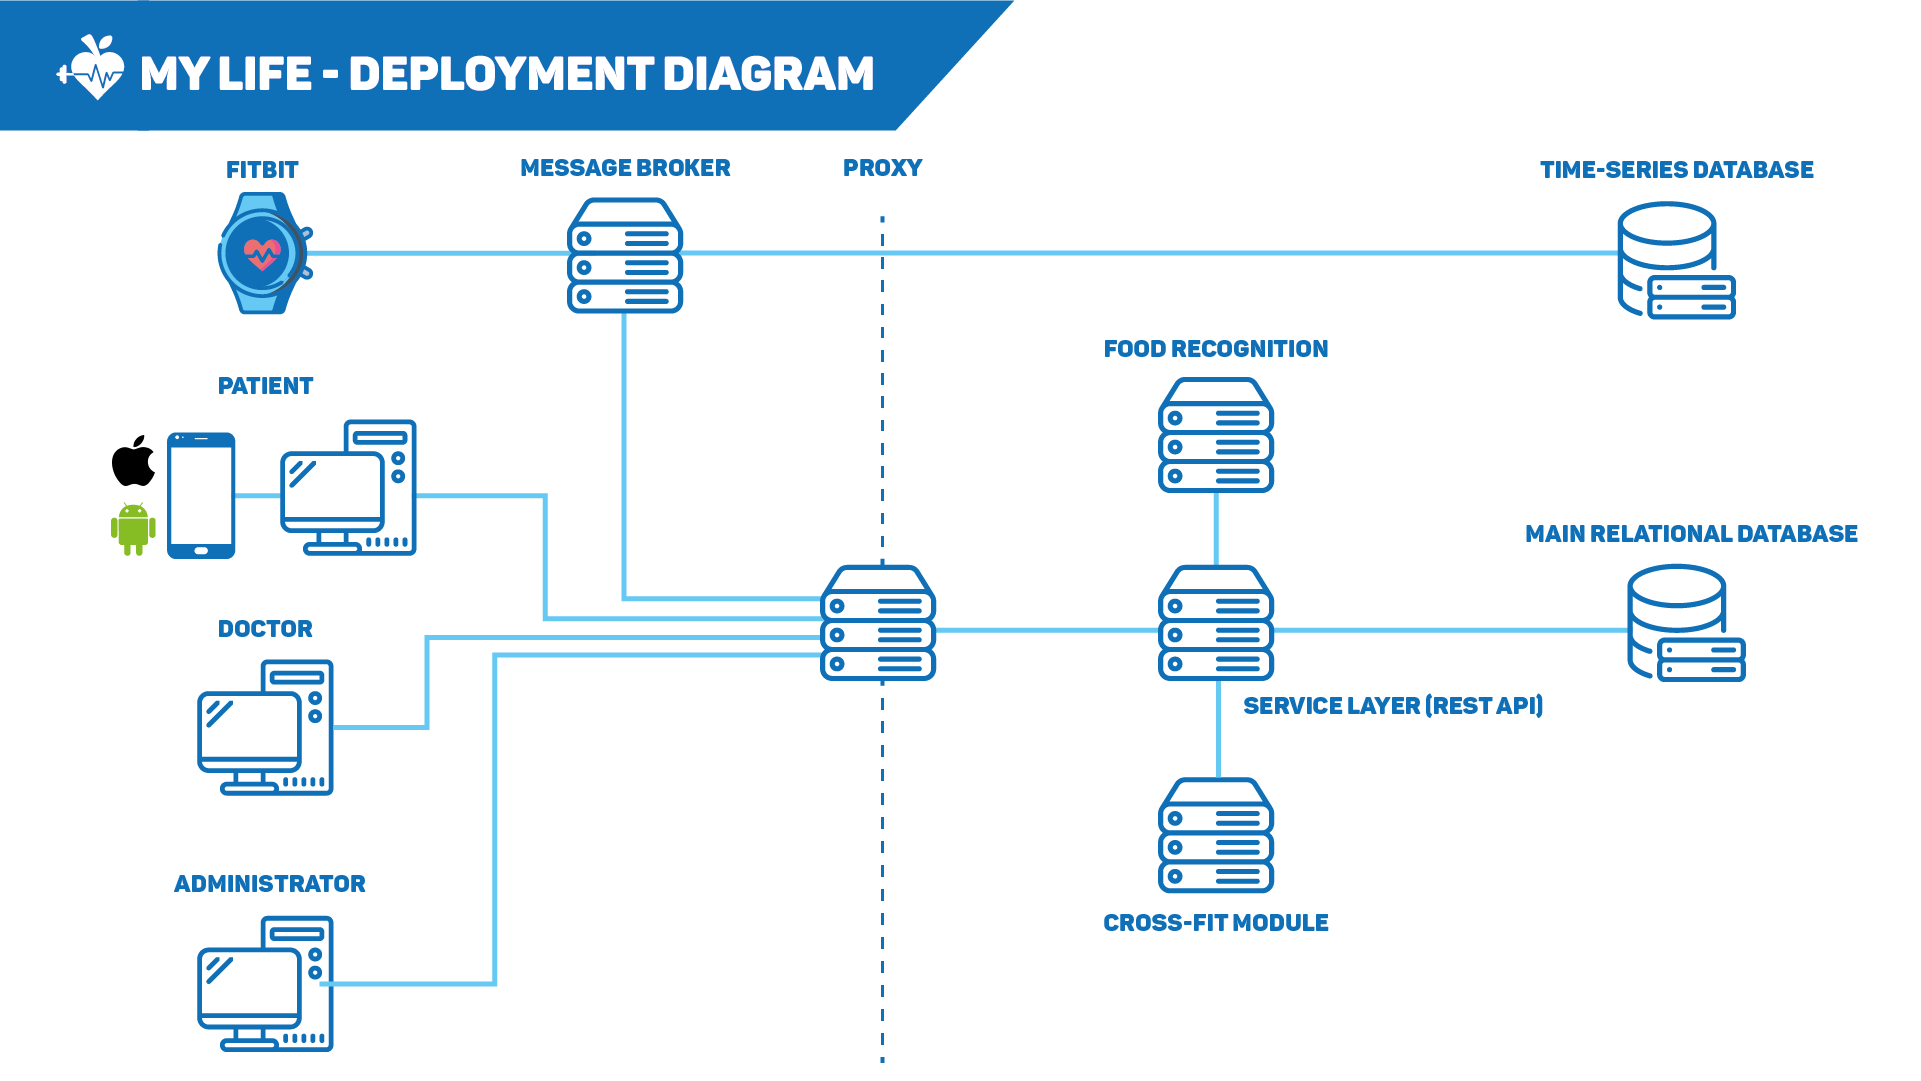 MY LIFE - DEPLOYMENT DIAGRAM
FITBIT
MESSAGE BROKER
PROXY
TIME-SERIES DATABASE
FOOD RECOGNITION
PATIENT
MAIN RELATIONAL DATABASE
DOCTOR
SERVICE LAYER (REST API)
ADMINISTRATOR
CROSS-FIT MODULE